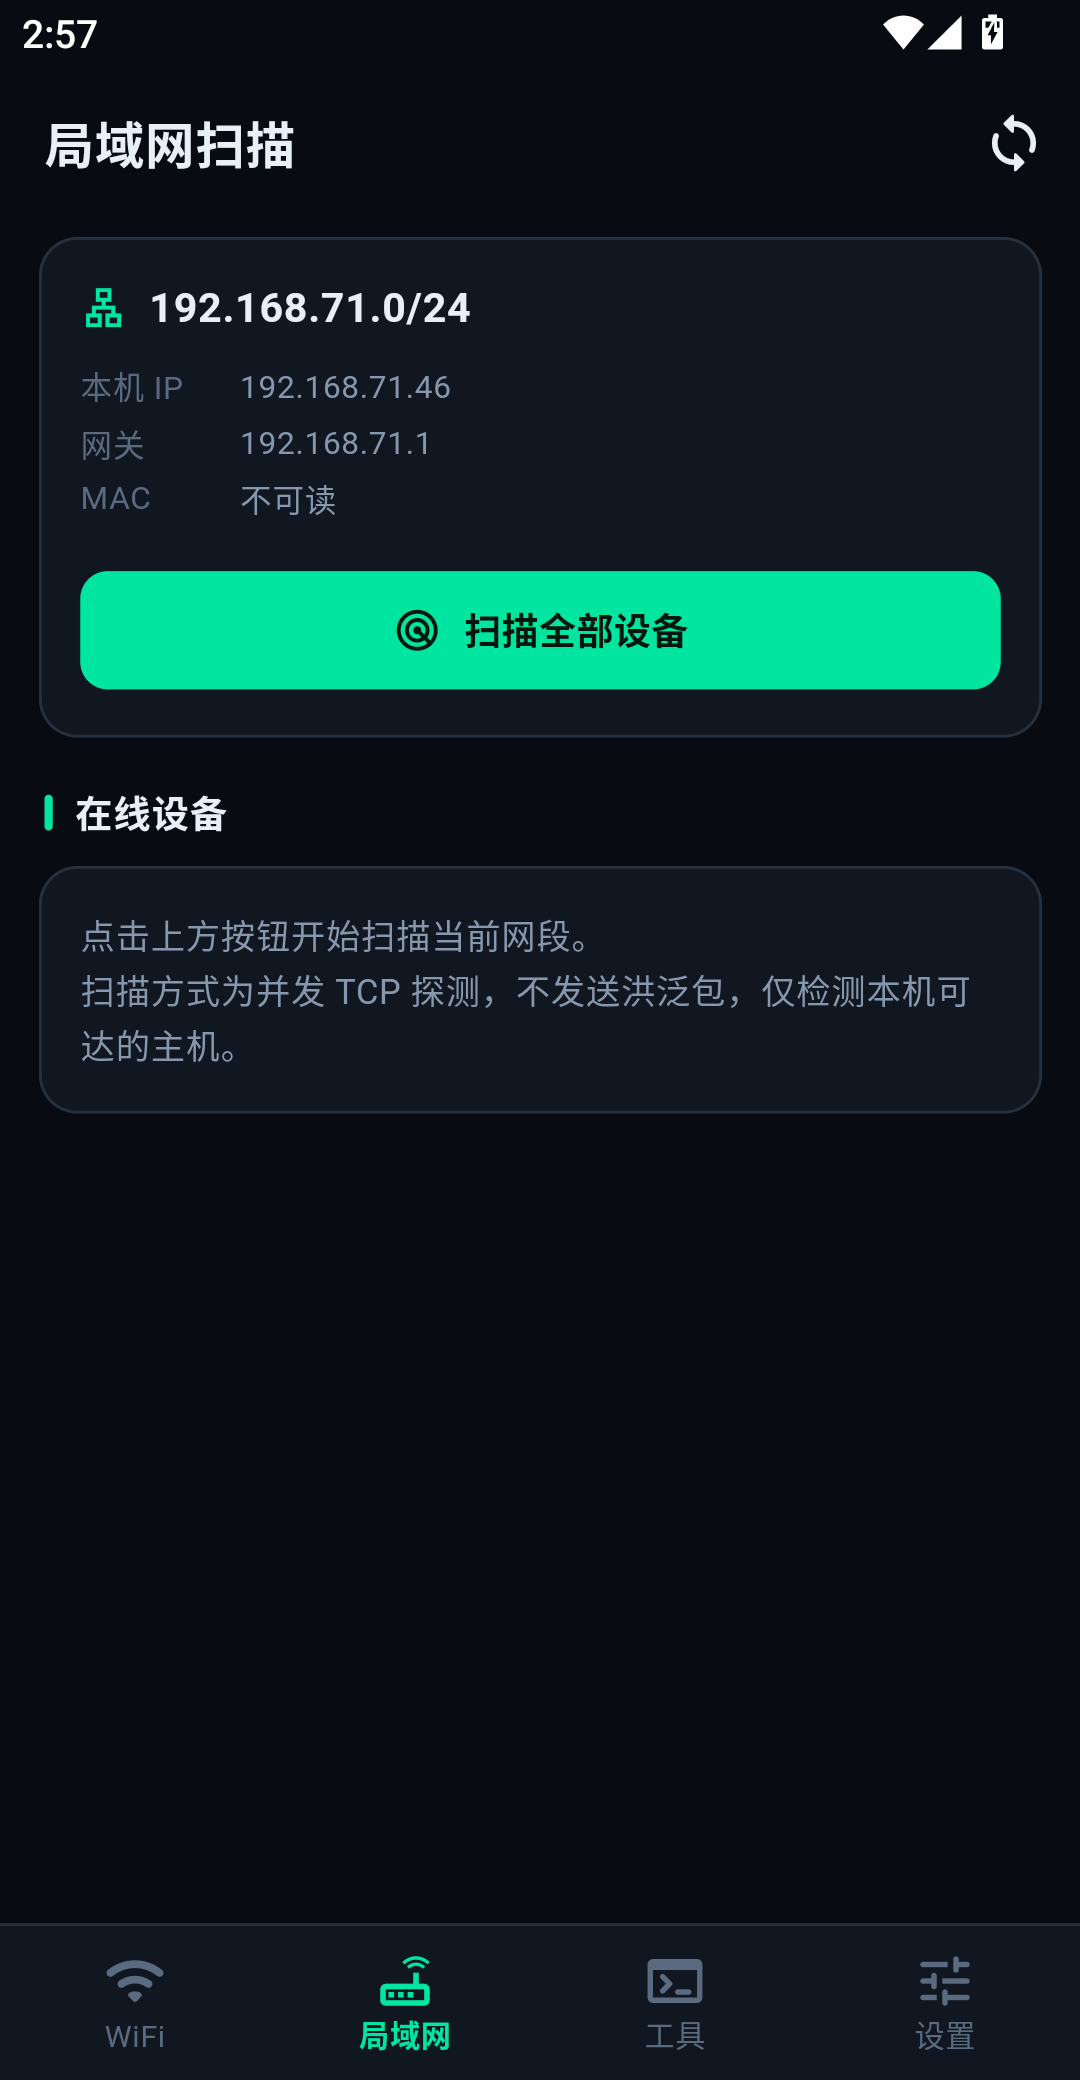 2:57
局域网扫描
192.168.71.0/24
本机 IP 192.168.71.46
网关 192.168.71.1
MAC 不可读
扫描全部设备
在线设备
点击上方按钮开始扫描当前网段。
扫描方式为并发 TCP 探测，不发送洪泛包，仅检测本机可
达的主机。
WiFi 局域网 工具 设置